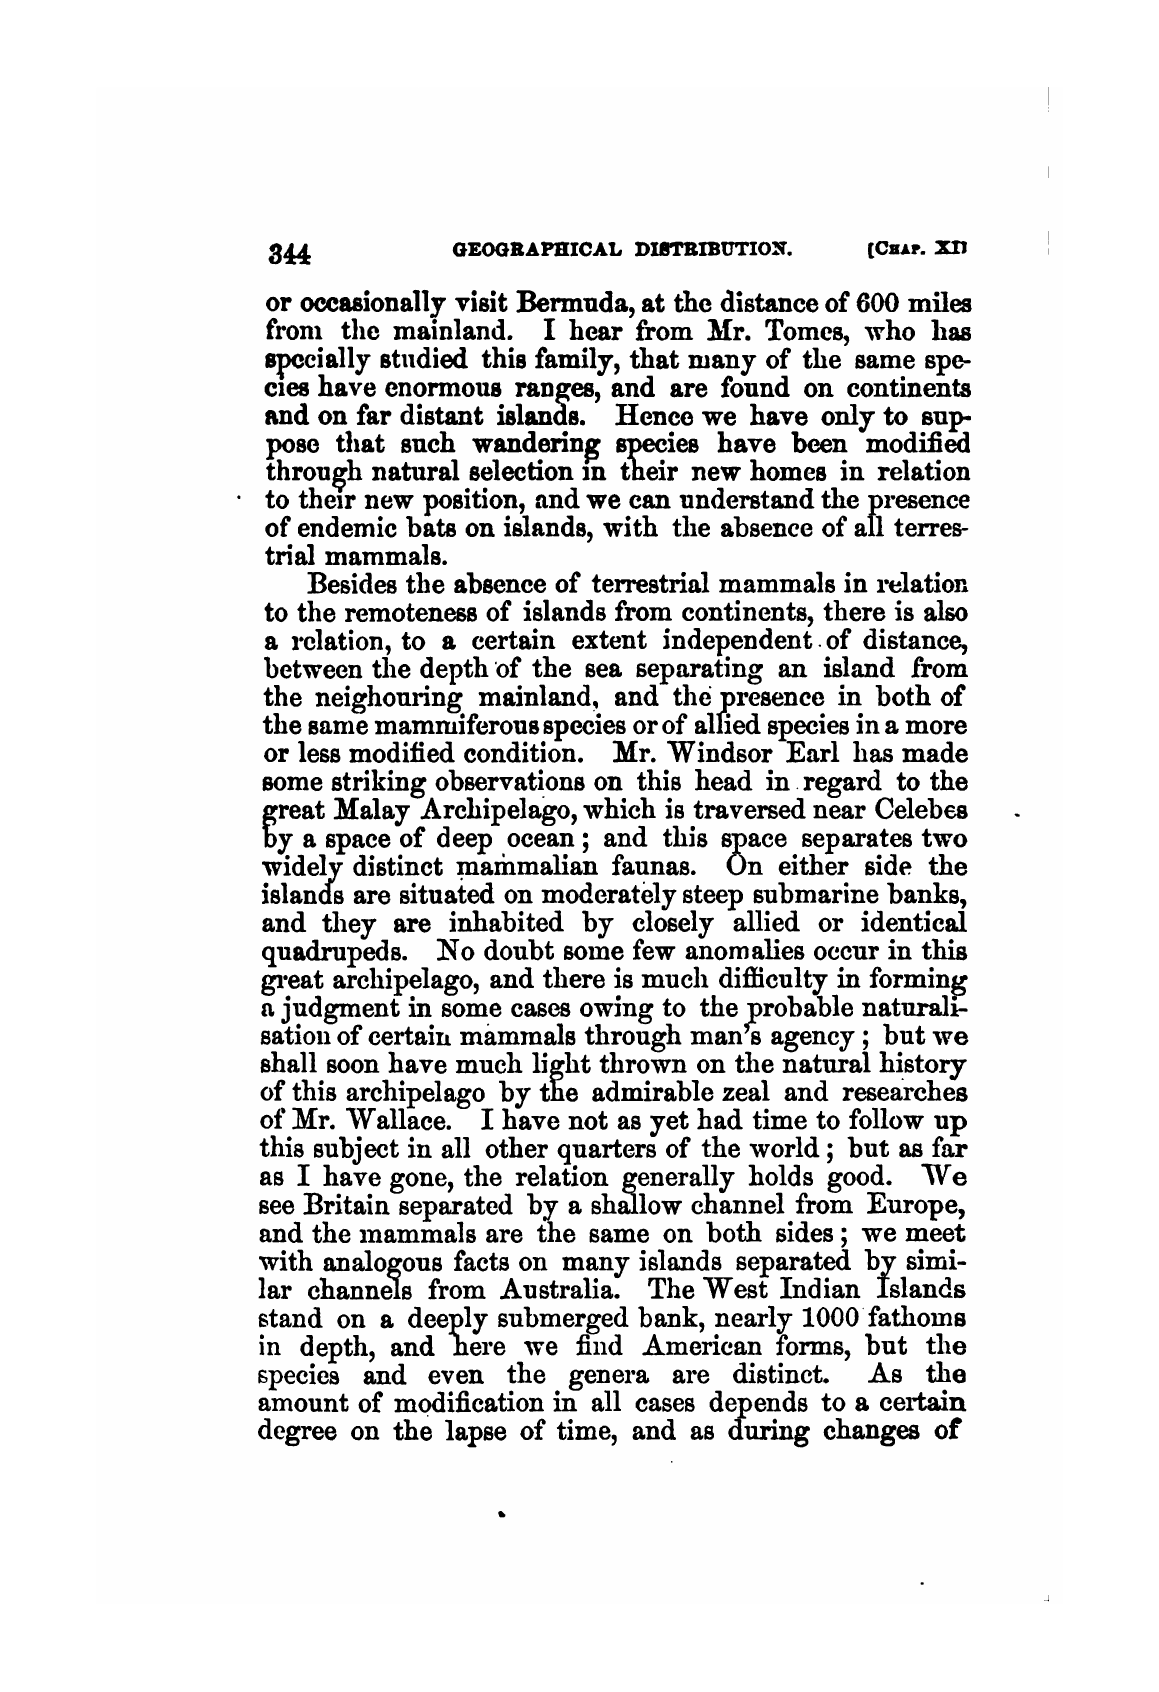 344 GEOGRAPHICAL DISTRIBUTION. [CHAP. XII
or occasionally visit Bermuda, at the distance of 600 miles
from the mainland. I hear from Mr. Tomes, who has
specially studied this family, that many of the same spe-
cies have enormous ranges, and are found on continents
and on far distant islands. Hence we have only to sup-
pose that such wandering species have been modified
through natural selection in their new homes in relation
to their new position, and we can understand the presence
of endemic bats on islands, with the absence of all terres-
trial mammals.
Besides the absence of terrestrial mammals in relation
to the remoteness of islands from continents, there is also
a relation, to a certain extent independent of distance,
between the depth of the sea separating an island from
the neighouring mainland, and the presence in both of
the same mammiferous species or of allied species in a more
or less modified condition. Mr. Windsor Earl has made
some striking observations on this head in regard to the
great Malay Archipelago, which is traversed near Celebes
by a space of deep ocean; and this space separates two
widely distinct mammalian faunas. On either side the
islands are situated on moderately steep submarine banks,
and they are inhabited by closely allied or identical
quadrupeds. No doubt some few anomalies occur in this
great archipelago, and there is much difficulty in forming
a judgment in some cases owing to the probable naturali-
sation of certain mammals through man's agency; but we
shall soon have much light thrown on the natural history
of this archipelago by the admirable zeal and researches
of Mr. Wallace. I have not as yet had time to follow up
this subject in all other quarters of the world; but as far
as I have gone, the relation generally holds good. We
see Britain separated by a shallow channel from Europe,
and the mammals are the same on both sides; we meet
with analogous facts on many islands separated by simi-
lar channels from Australia. The West Indian Islands
stand on a deeply submerged bank, nearly 1000 fathoms
in depth, and here we find American forms, but the
species and even the genera are distinct. As the
amount of modification in all cases depends to a certain
degree on the lapse of time, and as during changes of